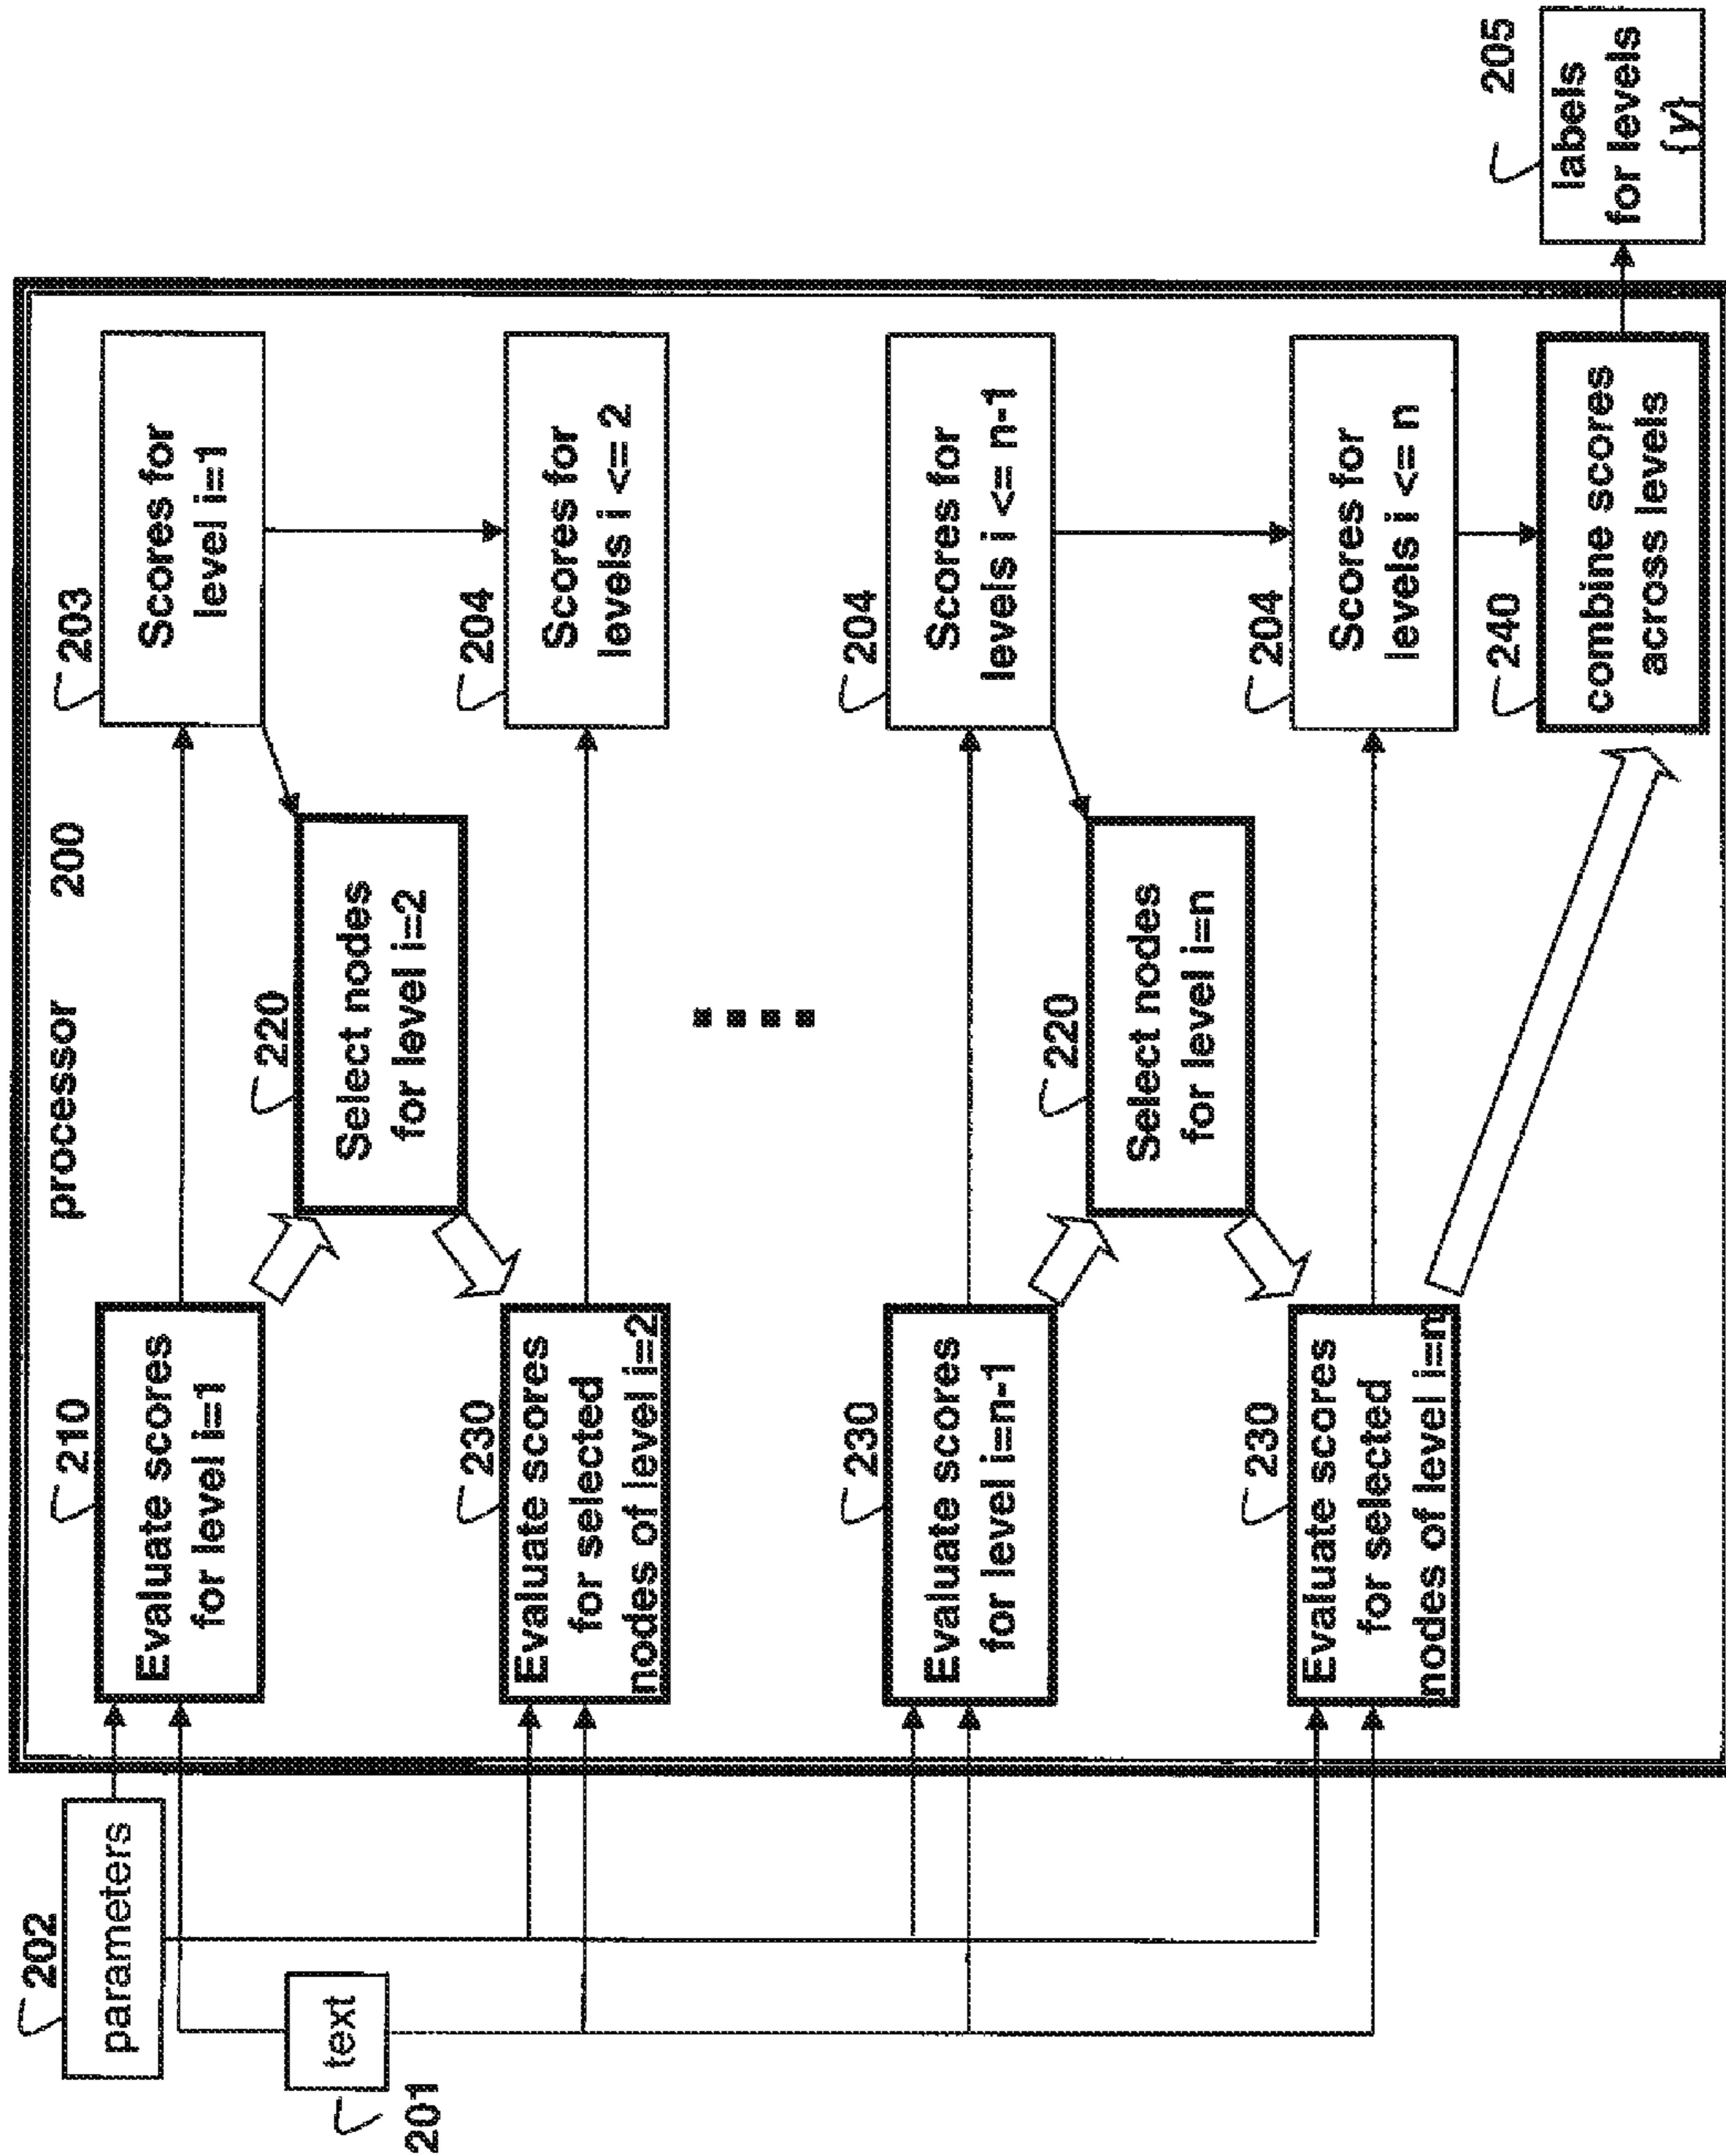 202
parameters
201
text
processor 200
210
Evaluate scores
for level i=1
203
Scores for
level i=1
220
Select nodes
for level i=2
230
Evaluate scores
for selected
nodes of level i=2
204
Scores for
levels i <= 2
230
Evaluate scores
for level i=n-1
204
Scores for
levels i <= n-1
220
Select nodes
for level i=n
230
Evaluate scores
for selected
nodes of level i=n
204
Scores for
levels i <= n
240
combine scores
across levels
205
labels
for levels
{y}